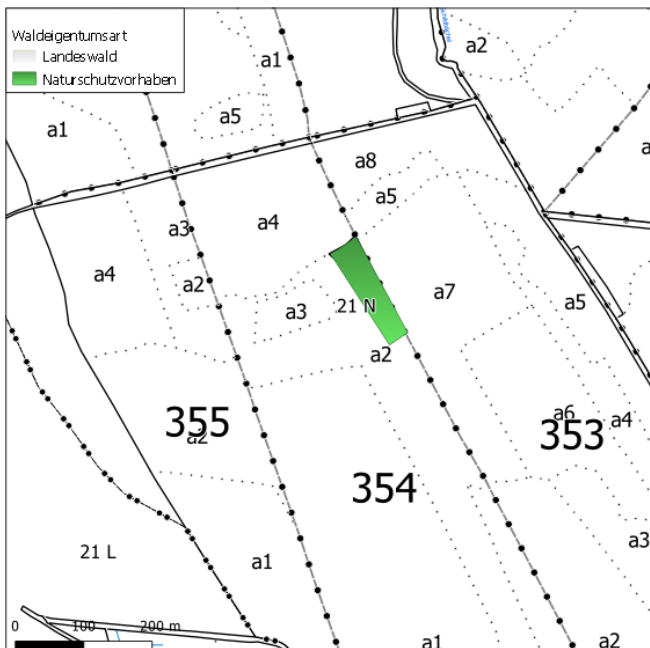 Waldeigentumsart
Landeswald
Naturschutzvorhaben
a1
a2
a1
a5
a
a8
a5
a4
a3
a4
a2
a3
21 N
a7
a5
a2
a6
a4
355
a2
353
354
a3
21 L
a1
0 100 200 m
a1
a2